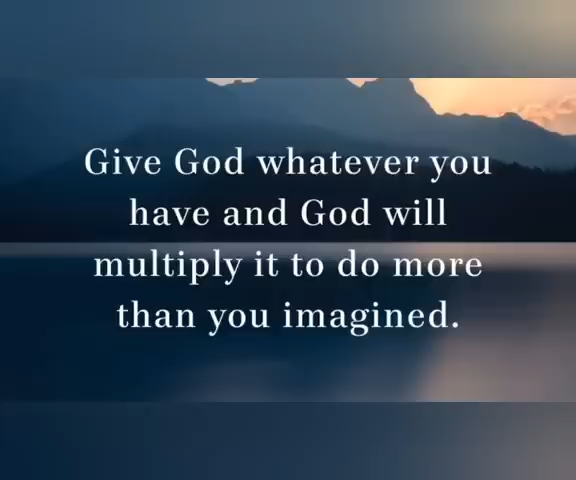 Give God whatever you
have and God will
multiply it to do more
than you imagined.